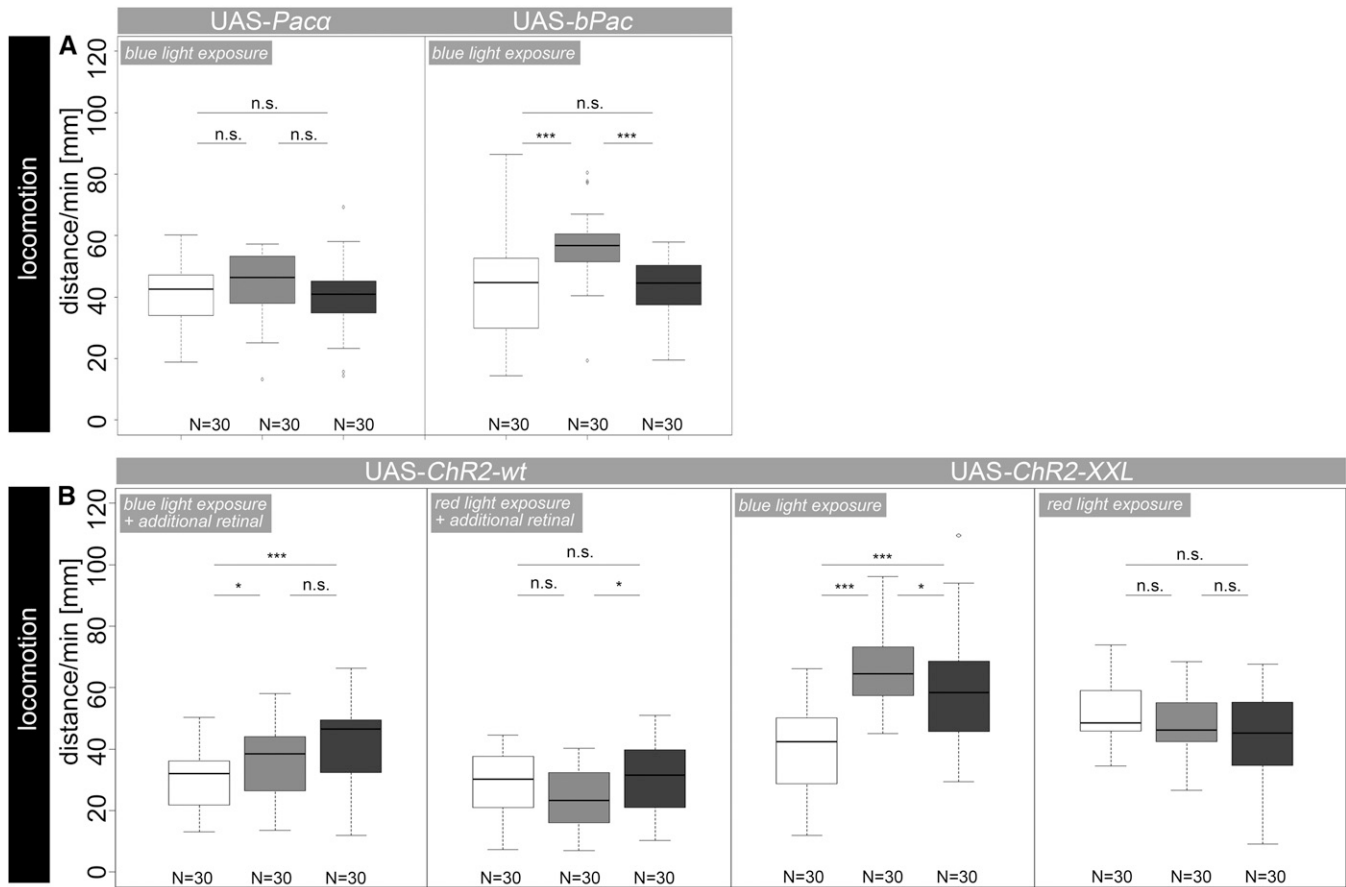 UAS-Pacα UAS-bPac
A
blue light exposure blue light exposure
locomotion
distance/min [mm]
120
100
80
60
40
20
0
n.s.
n.s. n.s.
n.s.
*** ***
N=30 N=30 N=30 N=30 N=30 N=30
UAS-ChR2-wt UAS-ChR2-XXL
B
blue light exposure
+ additional retinal
red light exposure
+ additional retinal
blue light exposure
red light exposure
locomotion
distance/min [mm]
120
100
80
60
40
20
0
***
* n.s.
n.s.
n.s. *
***
*** *
n.s.
n.s. n.s.
N=30 N=30 N=30 N=30 N=30 N=30 N=30 N=30 N=30 N=30 N=30 N=30